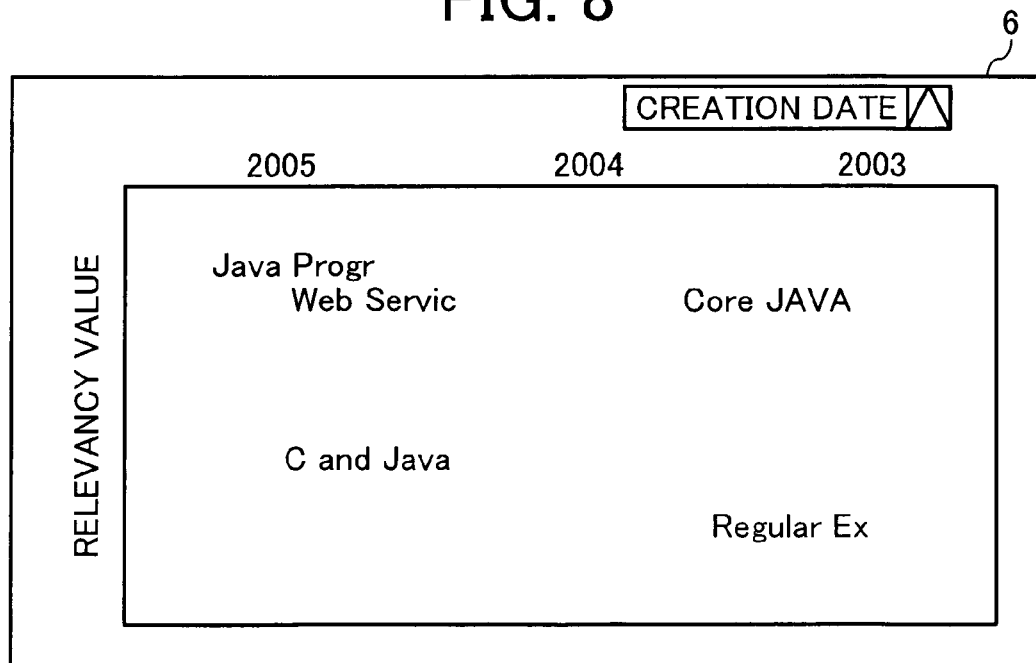 FIG. 8
6
CREATION DATE
2005 2004 2003
RELEVANCY VALUE
Java Progr
Web Servic
Core JAVA
C and Java
Regular Ex